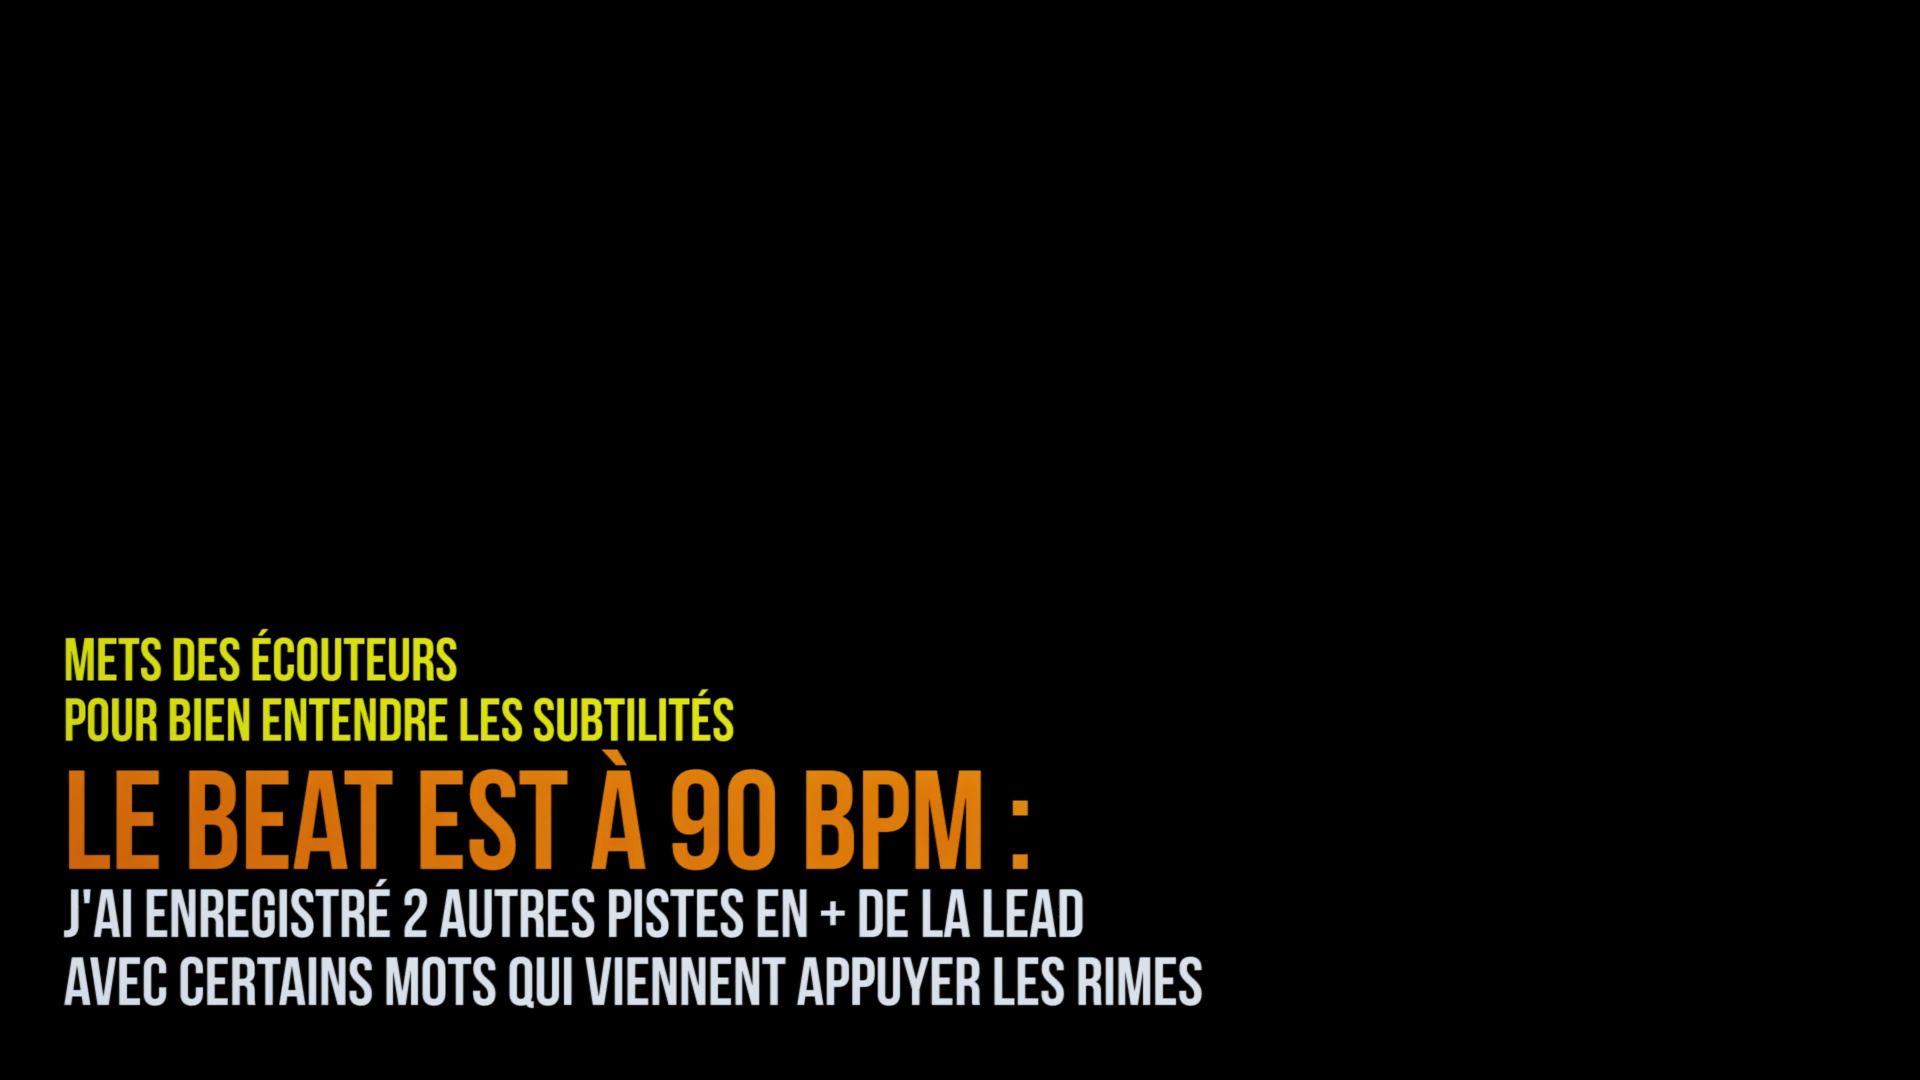 METS DES ÉCOUTEURS
POUR BIEN ENTENDRE LES SUBTILITÉS
LE BEAT EST À 90 BPM :
J'AI ENREGISTRÉ 2 AUTRES PISTES EN + DE LA LEAD
AVEC CERTAINS MOTS QUI VIENNENT APPUYER LES RIMES